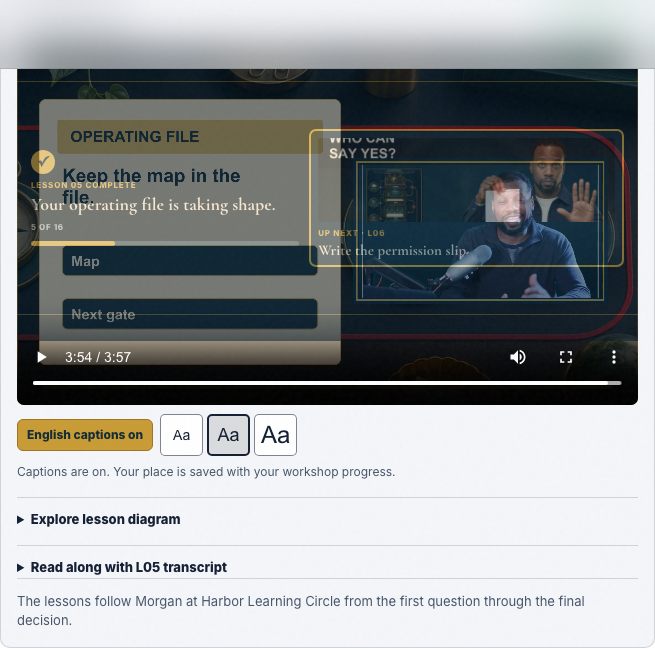 OPERATING FILE
Keep the map in the
file.
LESSON 05 COMPLETE
Your operating file is taking shape.
5 OF 16
Map
Next gate
WHO CAN
SAY YES?
UP NEXT · L06
Write the permission slip.
3:54 / 3:57
English captions on
Aa
Aa
Aa
Captions are on. Your place is saved with your workshop progress.
Explore lesson diagram
Read along with L05 transcript
The lessons follow Morgan at Harbor Learning Circle from the first question through the final
decision.